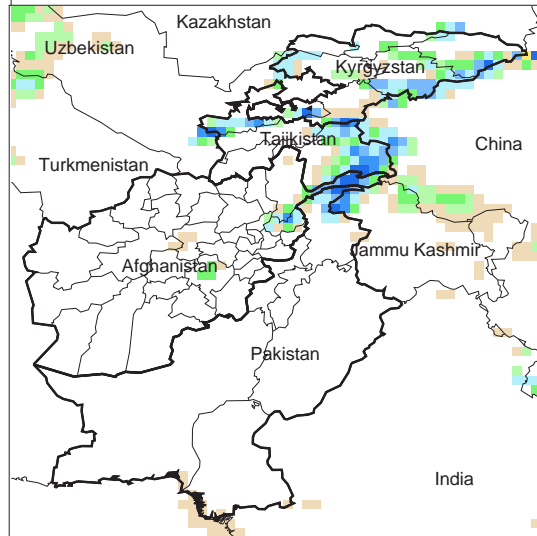 Kazakhstan
Uzbekistan
Kyrgyzstan
Tajikistan
China
Turkmenistan
Jammu Kashmir
Afghanistan
Pakistan
India